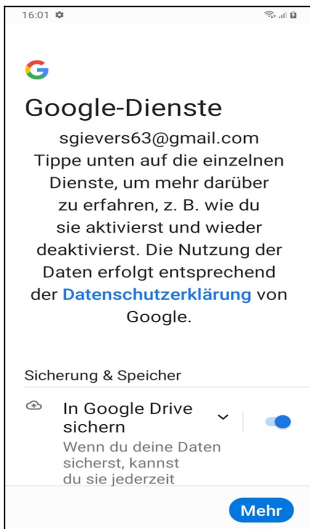 16:01
Google-Dienste
sgievers63@gmail.com
Tippe unten auf die einzelnen
Dienste, um mehr darüber
zu erfahren, z. B. wie du
sie aktivierst und wieder
deaktivierst. Die Nutzung der
Daten erfolgt entsprechend
der Datenschutzerklärung von
Google.
Sicherung & Speicher
In Google Drive
sichern
Wenn du deine Daten
sicherst, kannst
du sie jederzeit
Mehr